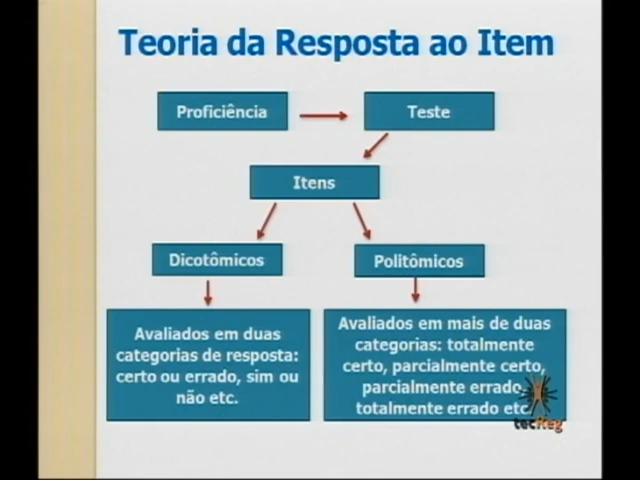 Teoria da Resposta ao Item
Proficiência
Teste
Itens
Dicotômicos
Politômicos
Avaliados em duas
categorias de resposta:
certo ou errado, sim ou
não etc.
Avaliados em mais de duas
categorias: totalmente
certo, parcialmente certo,
parcialmente errado,
totalmente errado etc.
tecReg